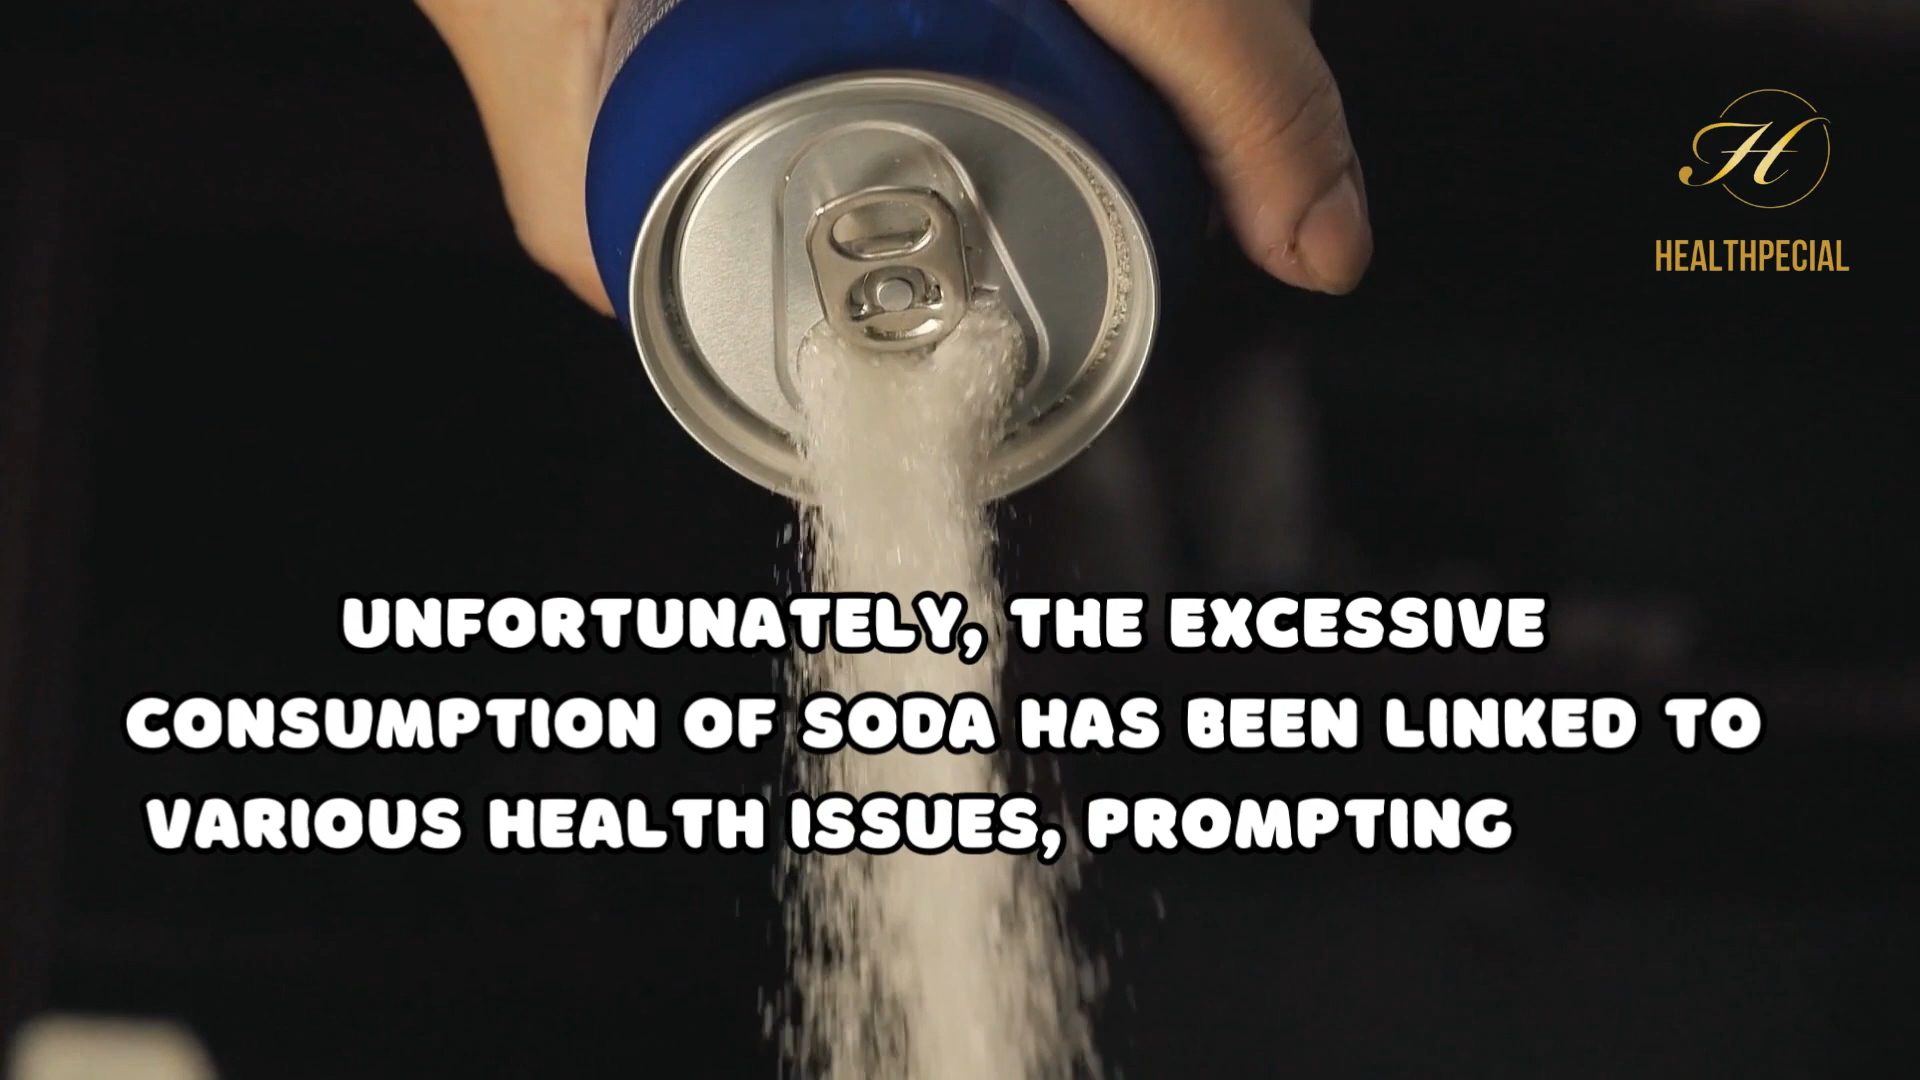 H
HEALTHPECIAL
UNFORTUNATELY, THE EXCESSIVE
CONSUMPTION OF SODA HAS BEEN LINKED TO
VARIOUS HEALTH ISSUES, PROMPTING